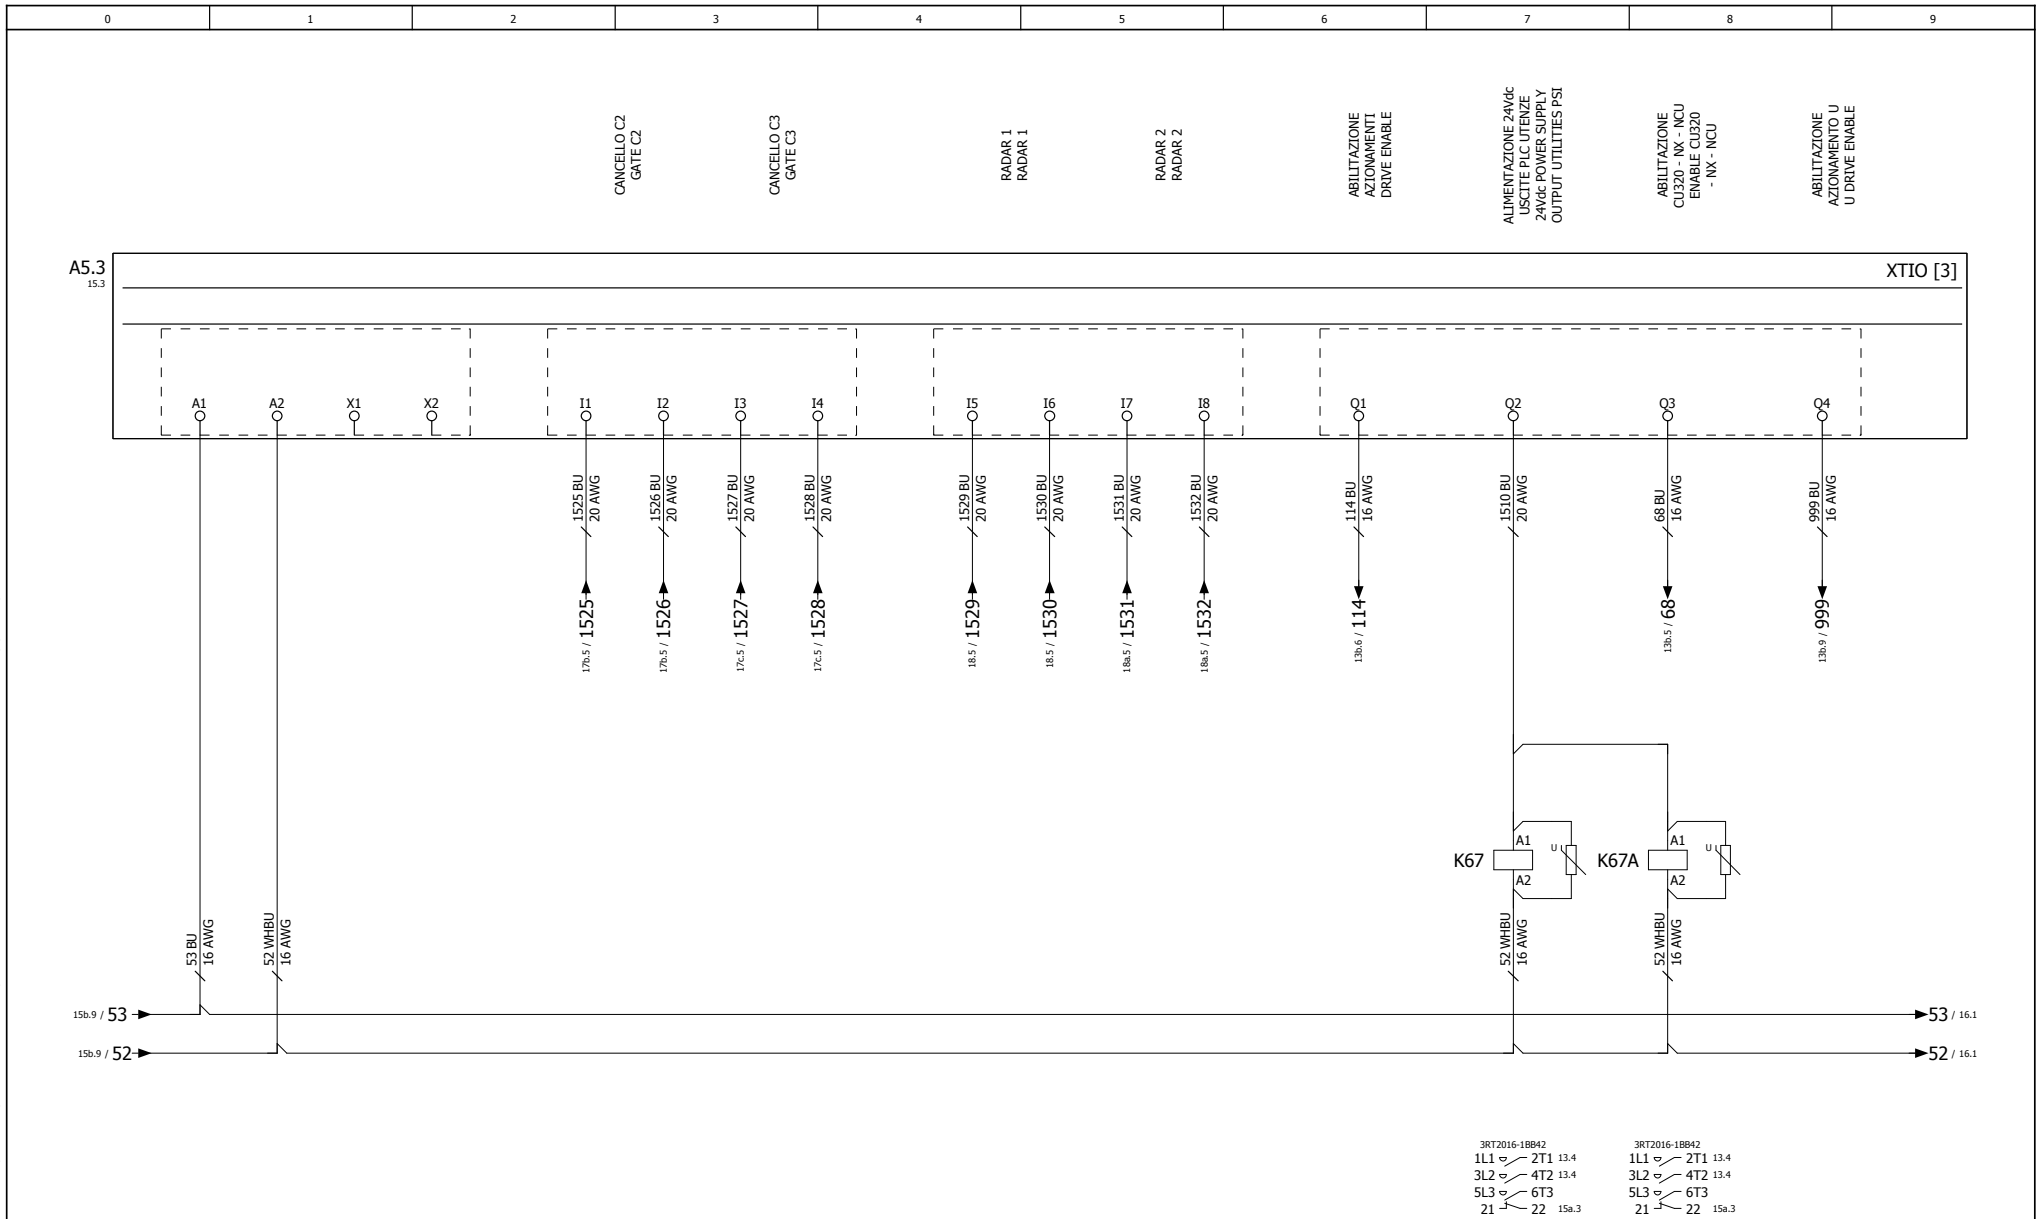 0 1 2 3 4 5 6 7 8 9
CANCELLO C2
GATE C2
CANCELLO C3
GATE C3
RADAR 1
RADAR 1
RADAR 2
RADAR 2
ABILITAZIONE
AZIONAMENTI
DRIVE ENABLE
ALIMENTAZIONE 24Vdc
USCITE PLC UTENZE
24Vdc POWER SUPPLY
OUTPUT UTILITIES PSI
ABILITAZIONE
CU320 - NX - NCU
ENABLE CU320
- NX - NCU
ABILITAZIONE
AZIONAMENTO U
U DRIVE ENABLE
A5.3
15.3
XTIO [3]
A1 A2 X1 X2 I1 I2 I3 I4 I5 I6 I7 I8 Q1 Q2 Q3 Q4
1525 BU
20 AWG
1526 BU
20 AWG
1527 BU
20 AWG
1528 BU
20 AWG
1529 BU
20 AWG
1530 BU
20 AWG
1531 BU
20 AWG
1532 BU
20 AWG
114 BU
16 AWG
1510 BU
20 AWG
68 BU
16 AWG
999 BU
16 AWG
17b.5 / 1525
17b.5 / 1526
17c.5 / 1527
17c.5 / 1528
18.5 / 1529
18.5 / 1530
18a.5 / 1531
18a.5 / 1532
13b.6 / 114
13b.5 / 68
13b.9 / 999
K67 A1 U
A2
K67A A1 U
A2
53 BU
16 AWG
52 WHBU
16 AWG
52 WHBU
16 AWG
52 WHBU
16 AWG
15b.9 / 53
53 / 16.1
15b.9 / 52
52 / 16.1
3RT2016-1BB42
1L1 2T1 13.4
3L2 4T2 13.4
5L3 6T3
21 22 15a.3
3RT2016-1BB42
1L1 2T1 13.4
3L2 4T2 13.4
5L3 6T3
21 22 15a.3